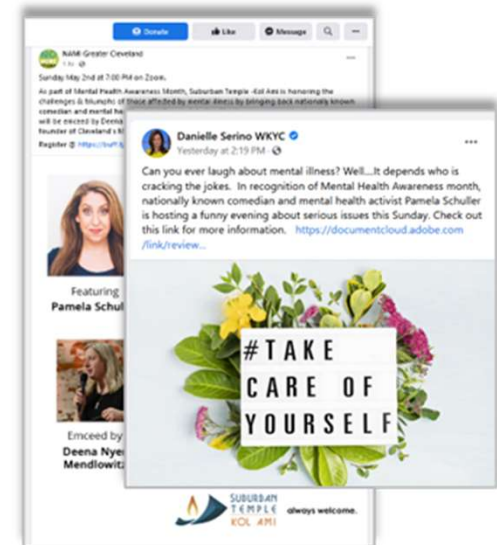 Donate Like Message
NAMI Greater Cleveland
Sunday May 2nd at 7:00 PM on Zoom.
As part of Mental Health Awareness Month, Suburban Temple -Kol Ami is honoring the
challenges & triumphs of those affected by mental illness by bringing back nationally known
comedian and mental he
will be emceed by Deena
founder of Cleveland's M
Register @
Featuring
Pamela Schul
Emceed by
Deena Nye
Mendlowit
Danielle Serino WKYC
Yesterday at 2:19 PM ·
Can you ever laugh about mental illness? Well....It depends who is
cracking the jokes. In recognition of Mental Health Awareness month,
nationally known comedian and mental health activist Pamela Schuller
is hosting a funny evening about serious issues this Sunday. Check out
this link for more information. https://documentcloud.adobe.com
/link/review...
#TAKE
CARE OF
YOURSELF
SUBURBAN
TEMPLE
KOL AMI
always welcome.